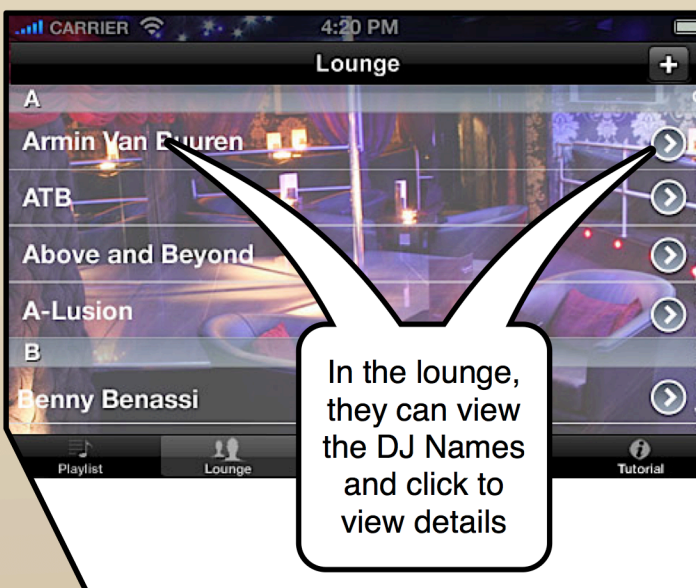 CARRIER 4:20 PM
Lounge
+
A
Armin Van Buuren
ATB
Above and Beyond
A-Lusion
B
Benny Benassi
In the lounge,
they can view
the DJ Names
and click to
view details
Playlist Lounge Tutorial